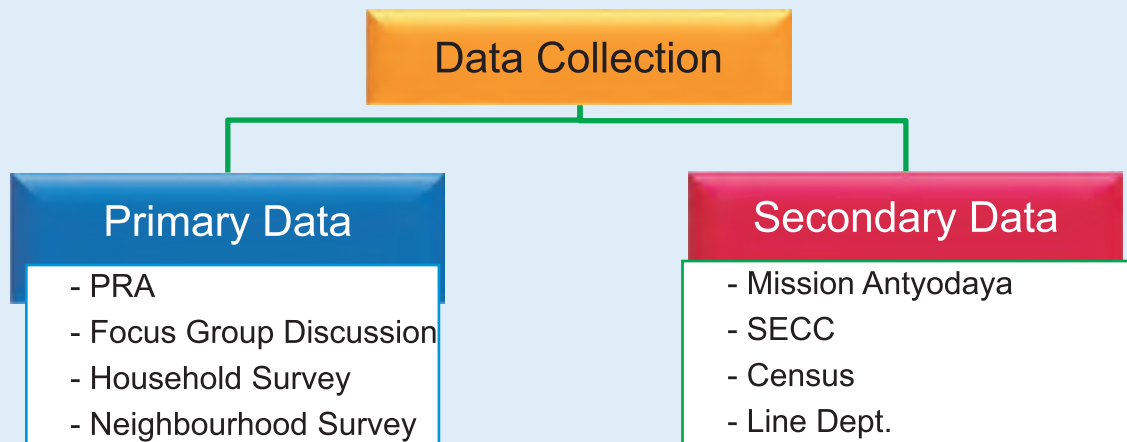 Data Collection
Primary Data
- PRA
- Focus Group Discussion
- Household Survey
- Neighbourhood Survey
Secondary Data
- Mission Antyodaya
- SECC
- Census
- Line Dept.